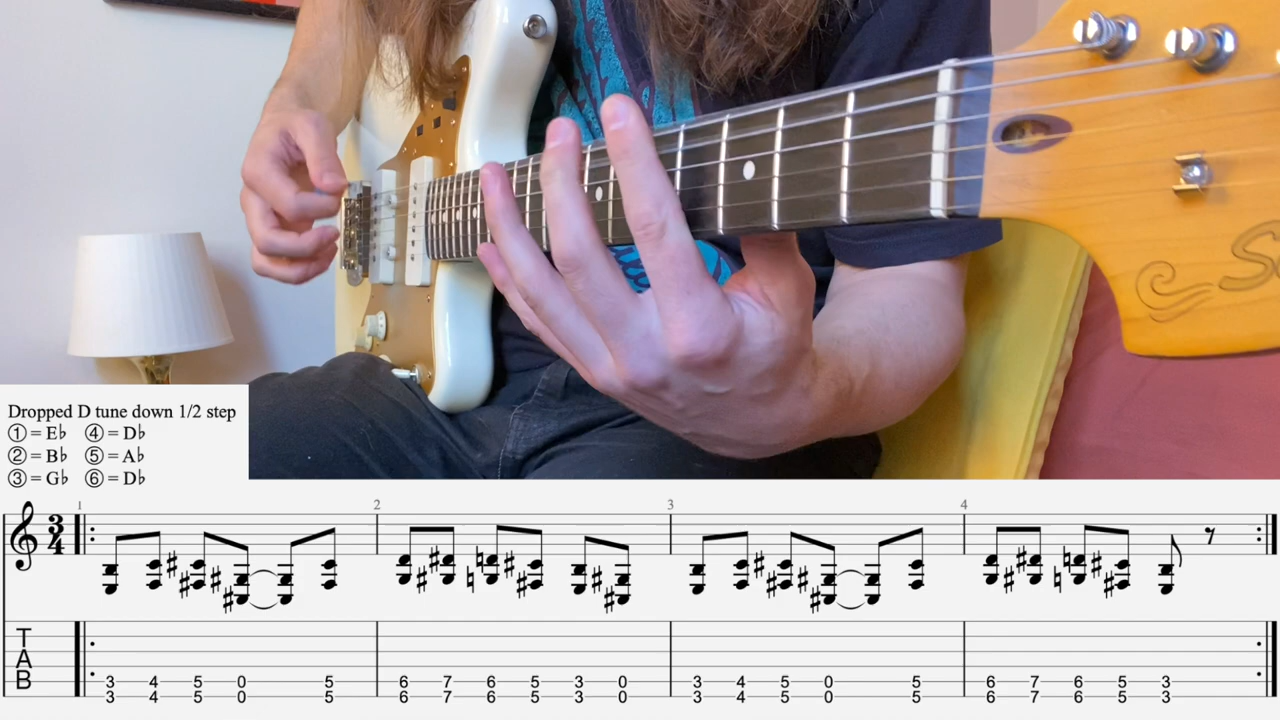 S
Dropped D tune down 1/2 step
① = E♭ ④ = D♭
② = B♭ ⑤ = A♭
③ = G♭ ⑥ = D♭
1 2 3 4
3 4
T
A
B
3 4 5 0 5 6 7 6 5 3 0 3 4 5 0 5 6 7 6 5 3
3 4 5 0 5 6 7 6 5 3 0 3 4 5 0 5 6 7 6 5 3